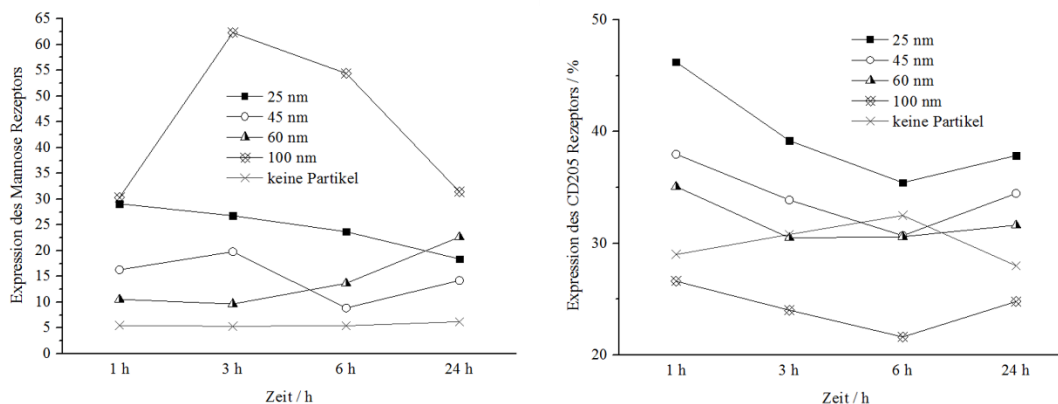 Expression des Mannose Rezeptors
65
60
55
50
45
40
35
30
25
20
15
10
5
0
25 nm
45 nm
60 nm
100 nm
keine Partikel
1 h
3 h
6 h
24 h
Zeit / h
Expression des CD205 Rezeptors / %
50
40
30
20
25 nm
45 nm
60 nm
100 nm
keine Partikel
1 h
3 h
6 h
24 h
Zeit / h